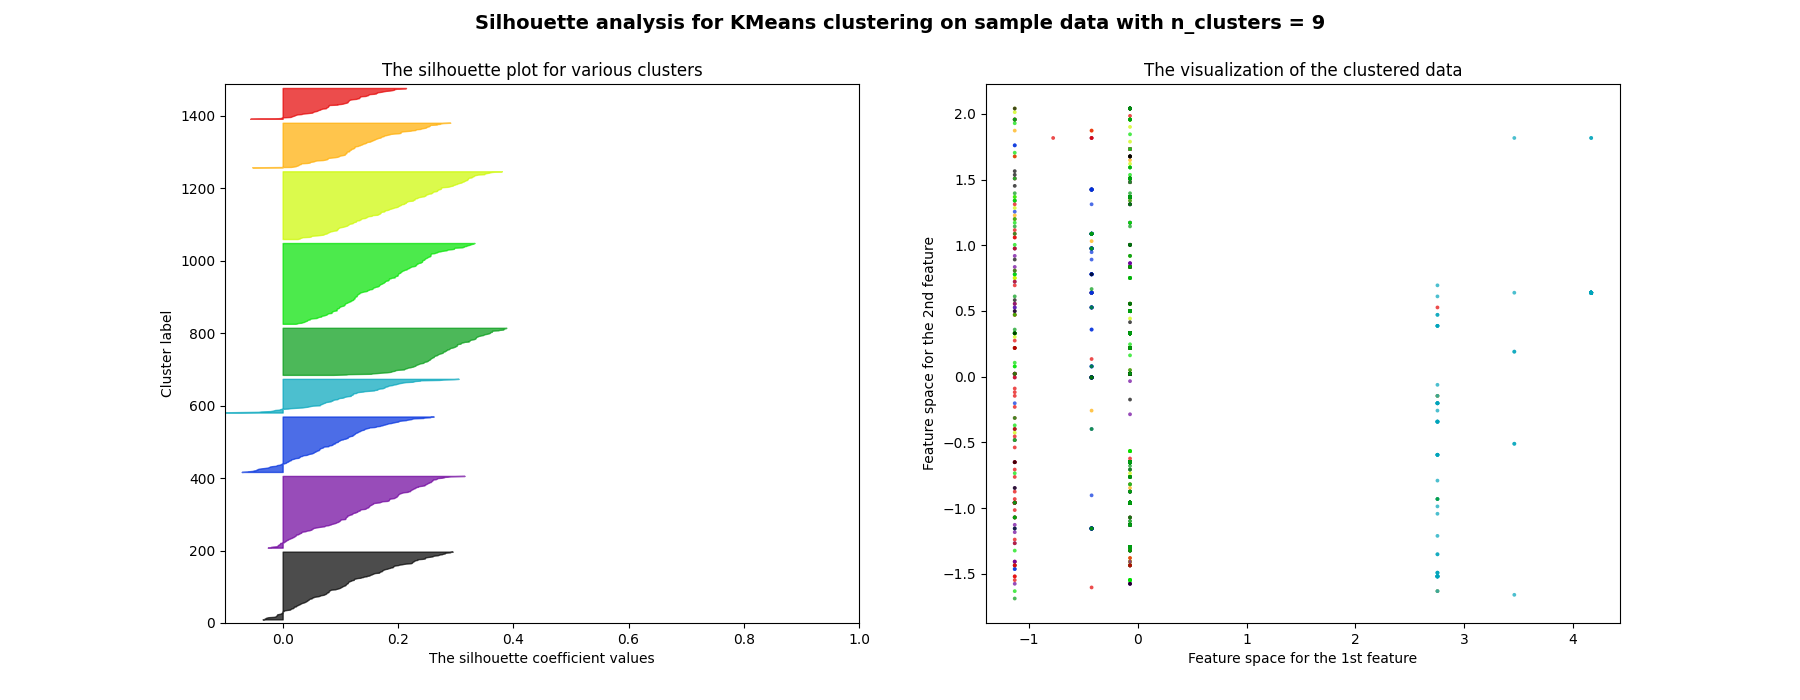 Silhouette analysis for KMeans clustering on sample data with n_clusters = 9
The silhouette plot for various clusters
Cluster label
1400
1200
1000
800
600
400
200
0
0.0 0.2 0.4 0.6 0.8 1.0
The silhouette coefficient values
The visualization of the clustered data
Feature space for the 2nd feature
2.0
1.5
1.0
0.5
0.0
−0.5
−1.0
−1.5
−1 0 1 2 3 4
Feature space for the 1st feature